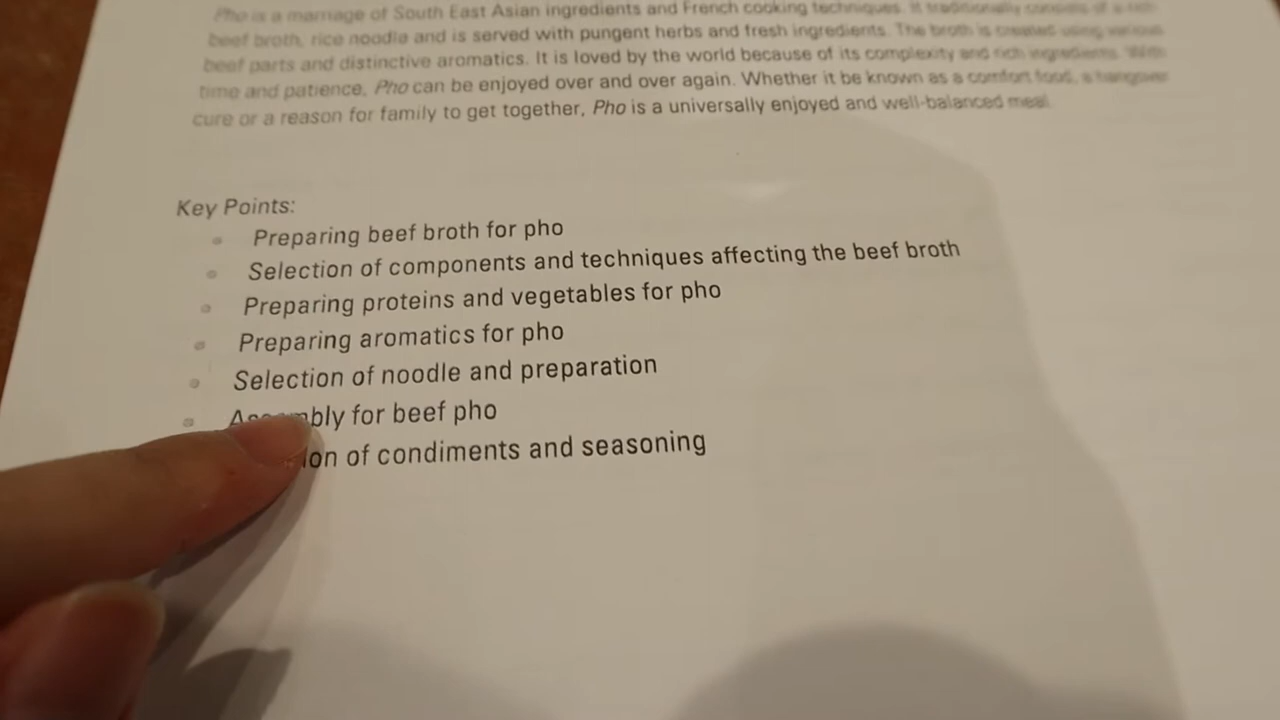 Pho is a marriage of South East Asian ingredients and French cooking techniques. It traditionally consists of a rich
beef broth, rice noodle and is served with pungent herbs and fresh ingredients. The broth is created using various
beef parts and distinctive aromatics. It is loved by the world because of its complexity and rich ingredients. With
time and patience, Pho can be enjoyed over and over again. Whether it be known as a comfort food, a hangover
cure or a reason for family to get together, Pho is a universally enjoyed and well-balanced meal.
Key Points:
Preparing beef broth for pho
Selection of components and techniques affecting the beef broth
Preparing proteins and vegetables for pho
Preparing aromatics for pho
Selection of noodle and preparation
Assembly for beef pho
of condiments and seasoning